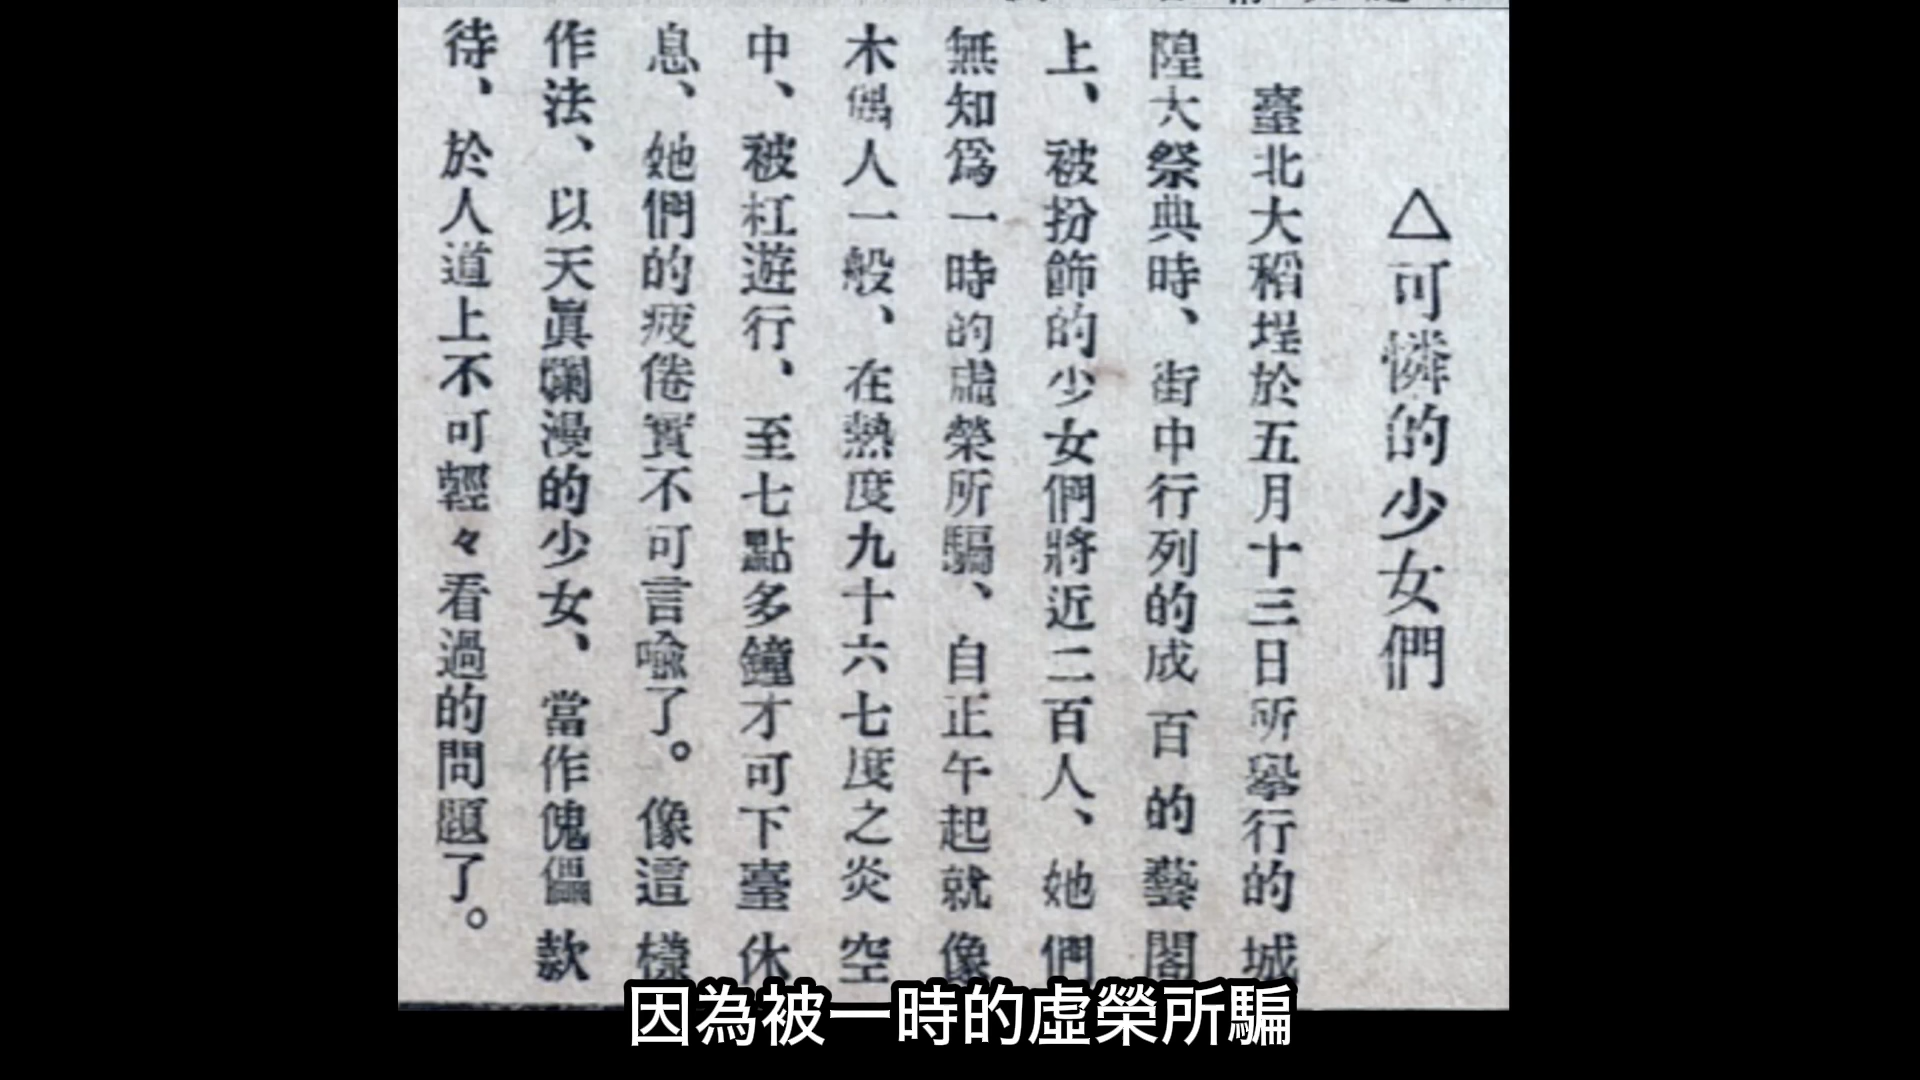 △可憐的少女們
臺北大稻埕於五月十三日所擧行的城
隍大祭典時、街中行列的成百的藝閣
上、被扮飾的少女們將近二百人、她們
無知爲一時的虛榮所騙、自正午起就像
木偶人一般、在熱度九十六七度之炎空
中、被杠遊行、至七點多鐘才可下臺休
息、她們的疲倦實不可言喩了。像這樣
作法、以天眞爛漫的少女、當作傀儡款
待、於人道上不可輕々看過的問題了。
因為被一時的虛榮所騙